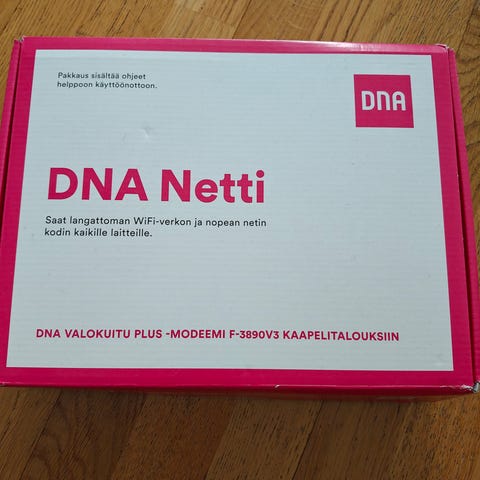 Pakkaus sisältää ohjeet
helppoon käyttöönottoon.
DNA
DNA Netti
Saat langattoman WiFi-verkon ja nopean netin
kodin kaikille laitteille.
DNA VALOKUITU PLUS -MODEEMI F-3890V3 KAAPELITALOUKSIIN